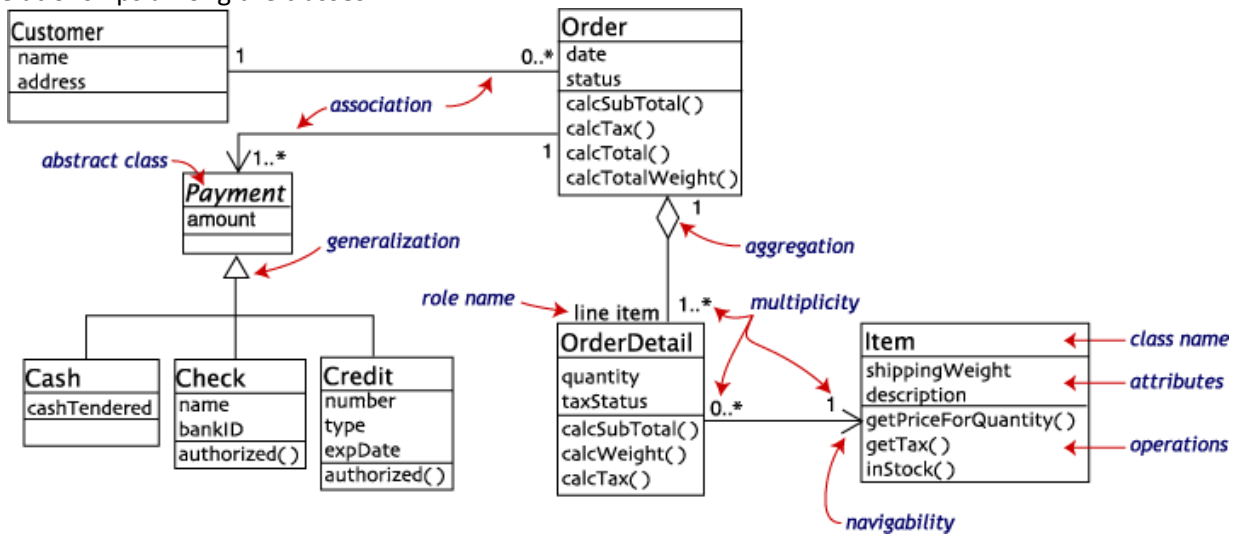 Customer
name
address
1
0..*
Order
date
status
calcSubTotal()
calcTax()
calcTotal()
calcTotalWeight()
association
1
1..*
abstract class
Payment
amount
generalization
1
aggregation
role name
line item
1..*
multiplicity
Cash
cashTendered
Check
name
bankID
authorized()
Credit
number
type
expDate
authorized()
OrderDetail
quantity
taxStatus
calcSubTotal()
calcWeight()
calcTax()
0..*
1
Item
shippingWeight
description
getPriceForQuantity()
getTax()
inStock()
class name
attributes
operations
navigability